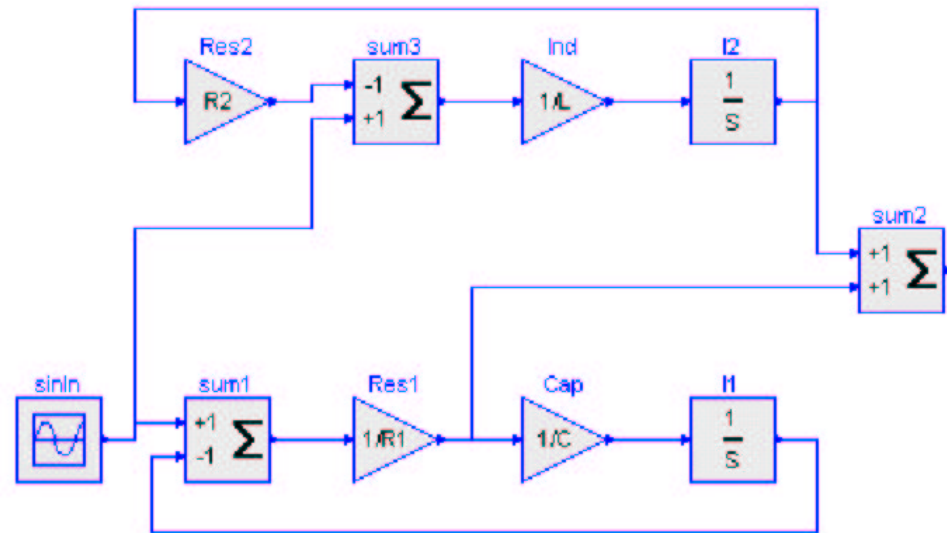 Res2
sum3
Ind
I2
R2
-1
+1
Σ
1/L
1
S
sum2
+1
+1
Σ
sinIn
sum1
Res1
Cap
I1
+1
-1
Σ
1/R1
1/C
1
S